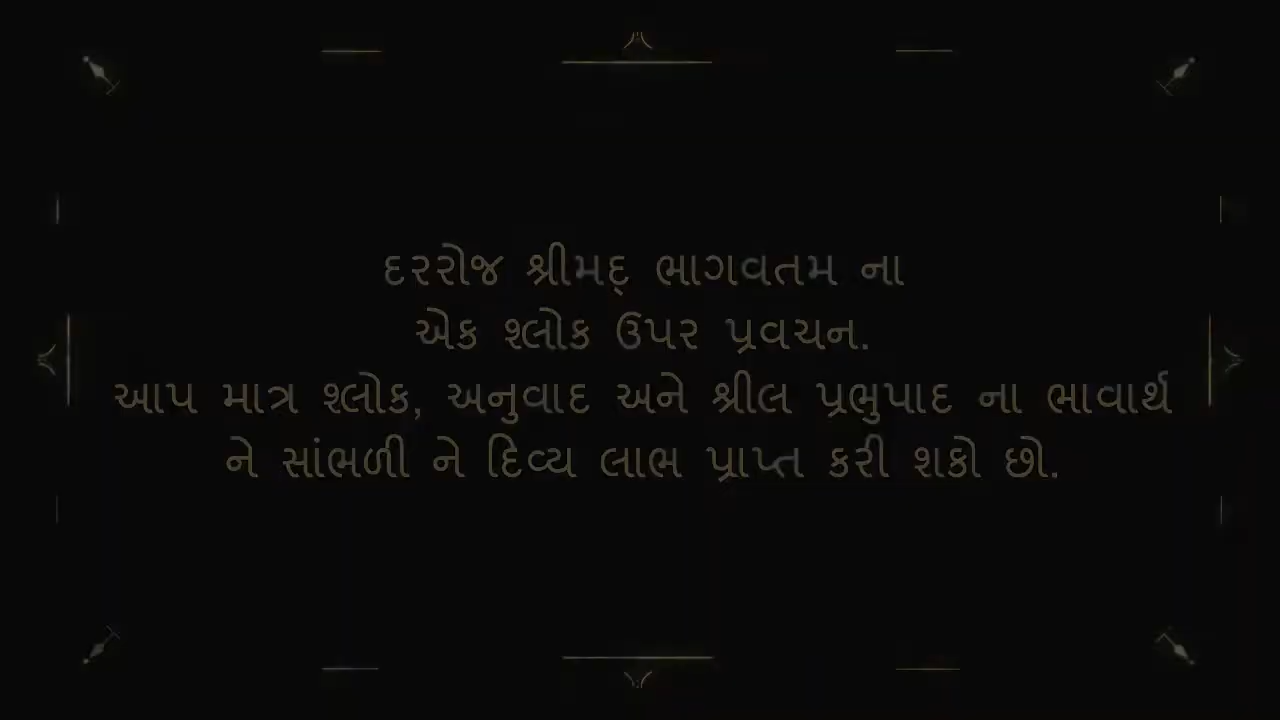 દરરોજ શ્રીમદ્ ભાગવતમ ના
એક શ્લોક ઉપર પ્રવચન.
આપ માત્ર શ્લોક, અનુવાદ અને શ્રીલ પ્રભુપાદ ના ભાવાર્થ
ને સાંભળી ને દિવ્ય લાભ પ્રાપ્ત કરી શકો છો.